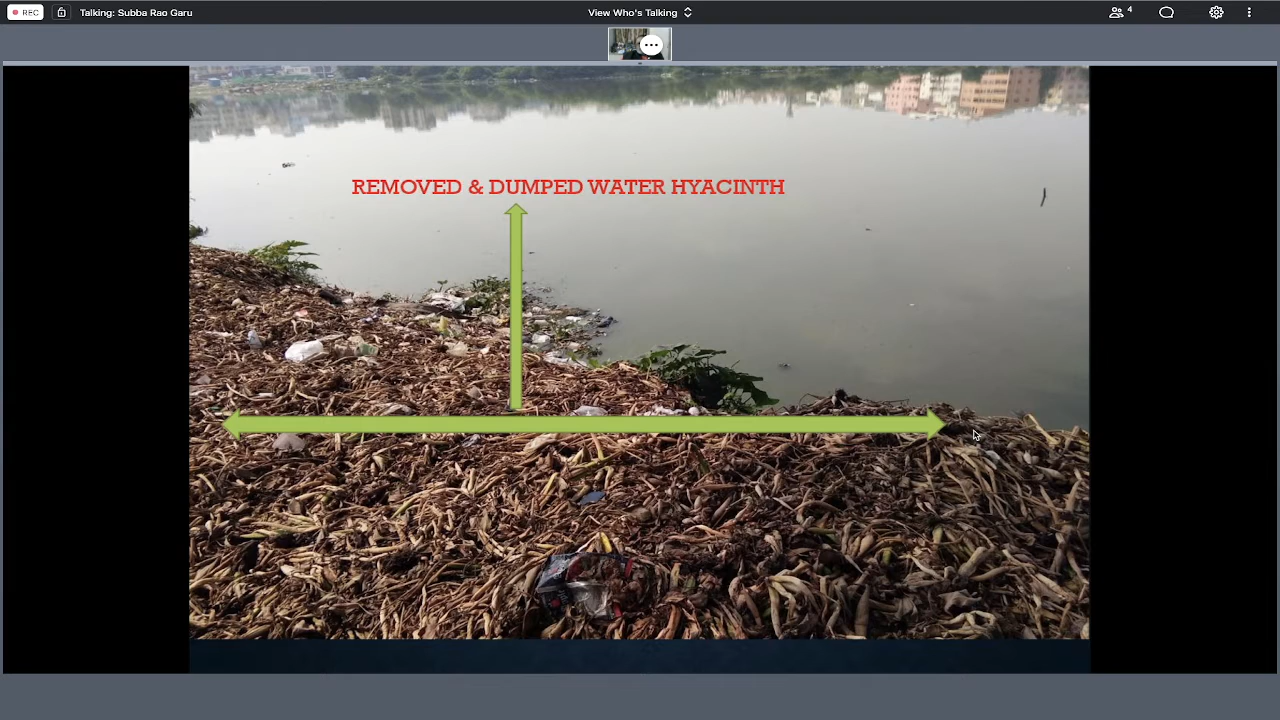 REC
Talking: Subba Rao Garu
View Who's Talking
4
REMOVED & DUMPED WATER HYACINTH